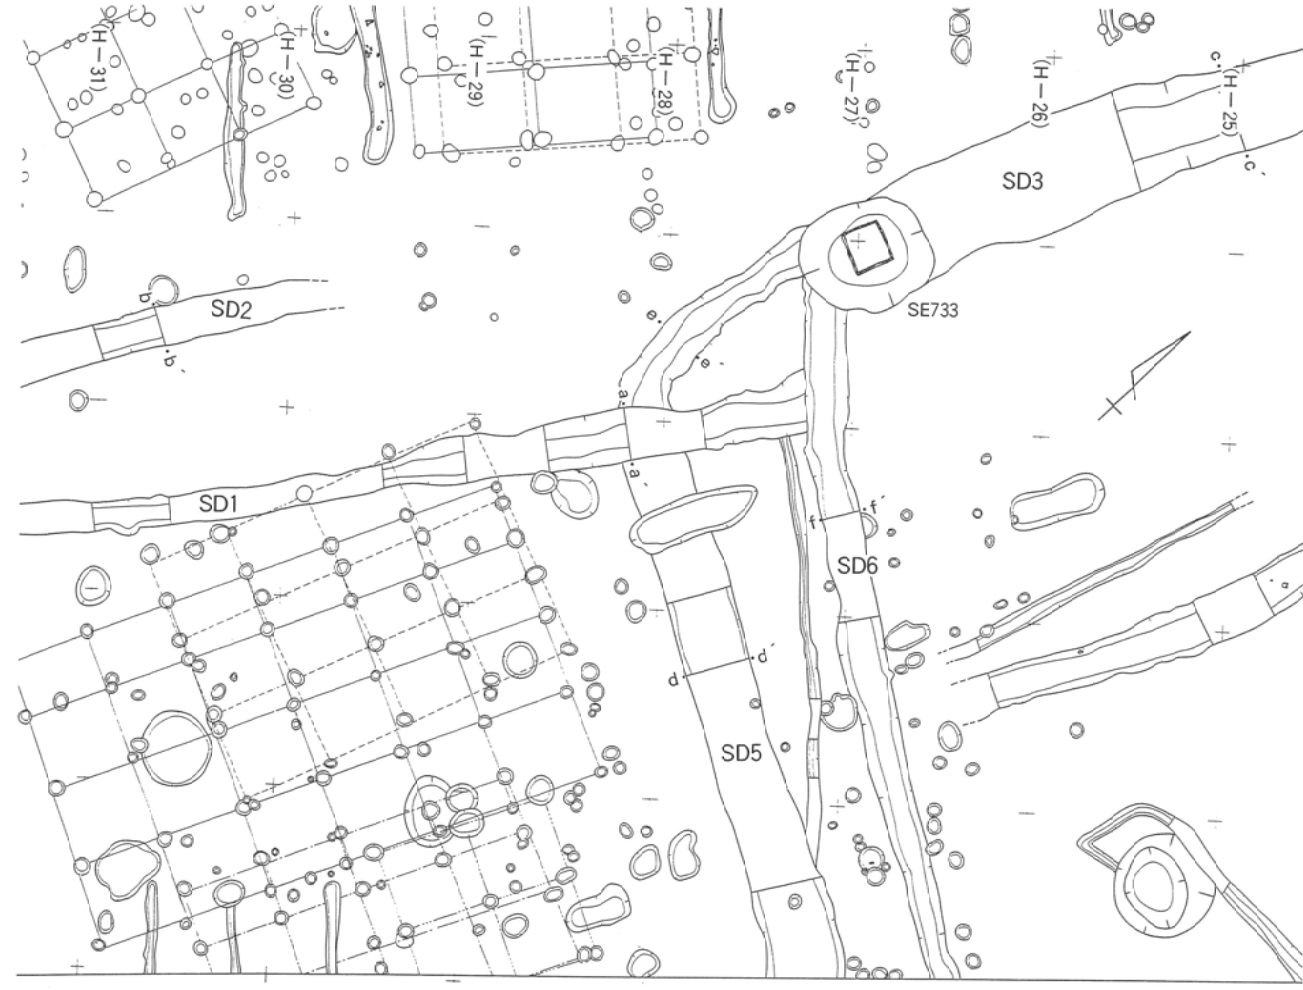 (H－31)
(H－30)
(H－29)
(H－28)
(H－27)
(H－26)
(H－25)
c
c′
SD3
b
SD2
b′
SE733
e
e′
a
a′
SD1
f
f′
SD6
d
d′
SD5